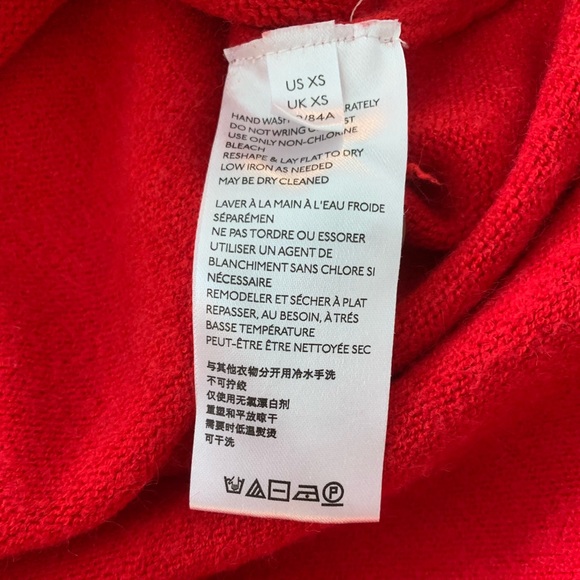 US XS
UK XS
/84A
HAND WASH ARATELY
DO NOT WRING O ST
USE ONLY NON-CHLORINE
BLEACH
RESHAPE & LAY FLAT TO DRY
LOW IRON AS NEEDED
MAY BE DRY CLEANED
LAVER À LA MAIN À L'EAU FROIDE
SÉPARÉMEN
NE PAS TORDRE OU ESSORER
UTILISER UN AGENT DE
BLANCHIMENT SANS CHLORE SI
NÉCESSAIRE
REMODELER ET SÉCHER À PLAT
REPASSER, AU BESOIN, À TRÉS
BASSE TEMPÉRATURE
PEUT-ÊTRE ÊTRE NETTOYÉE SEC
与其他衣物分开用冷水手洗
不可拧绞
仅使用无氯漂白剂
重塑和平放晾干
需要时低温熨烫
可干洗
P